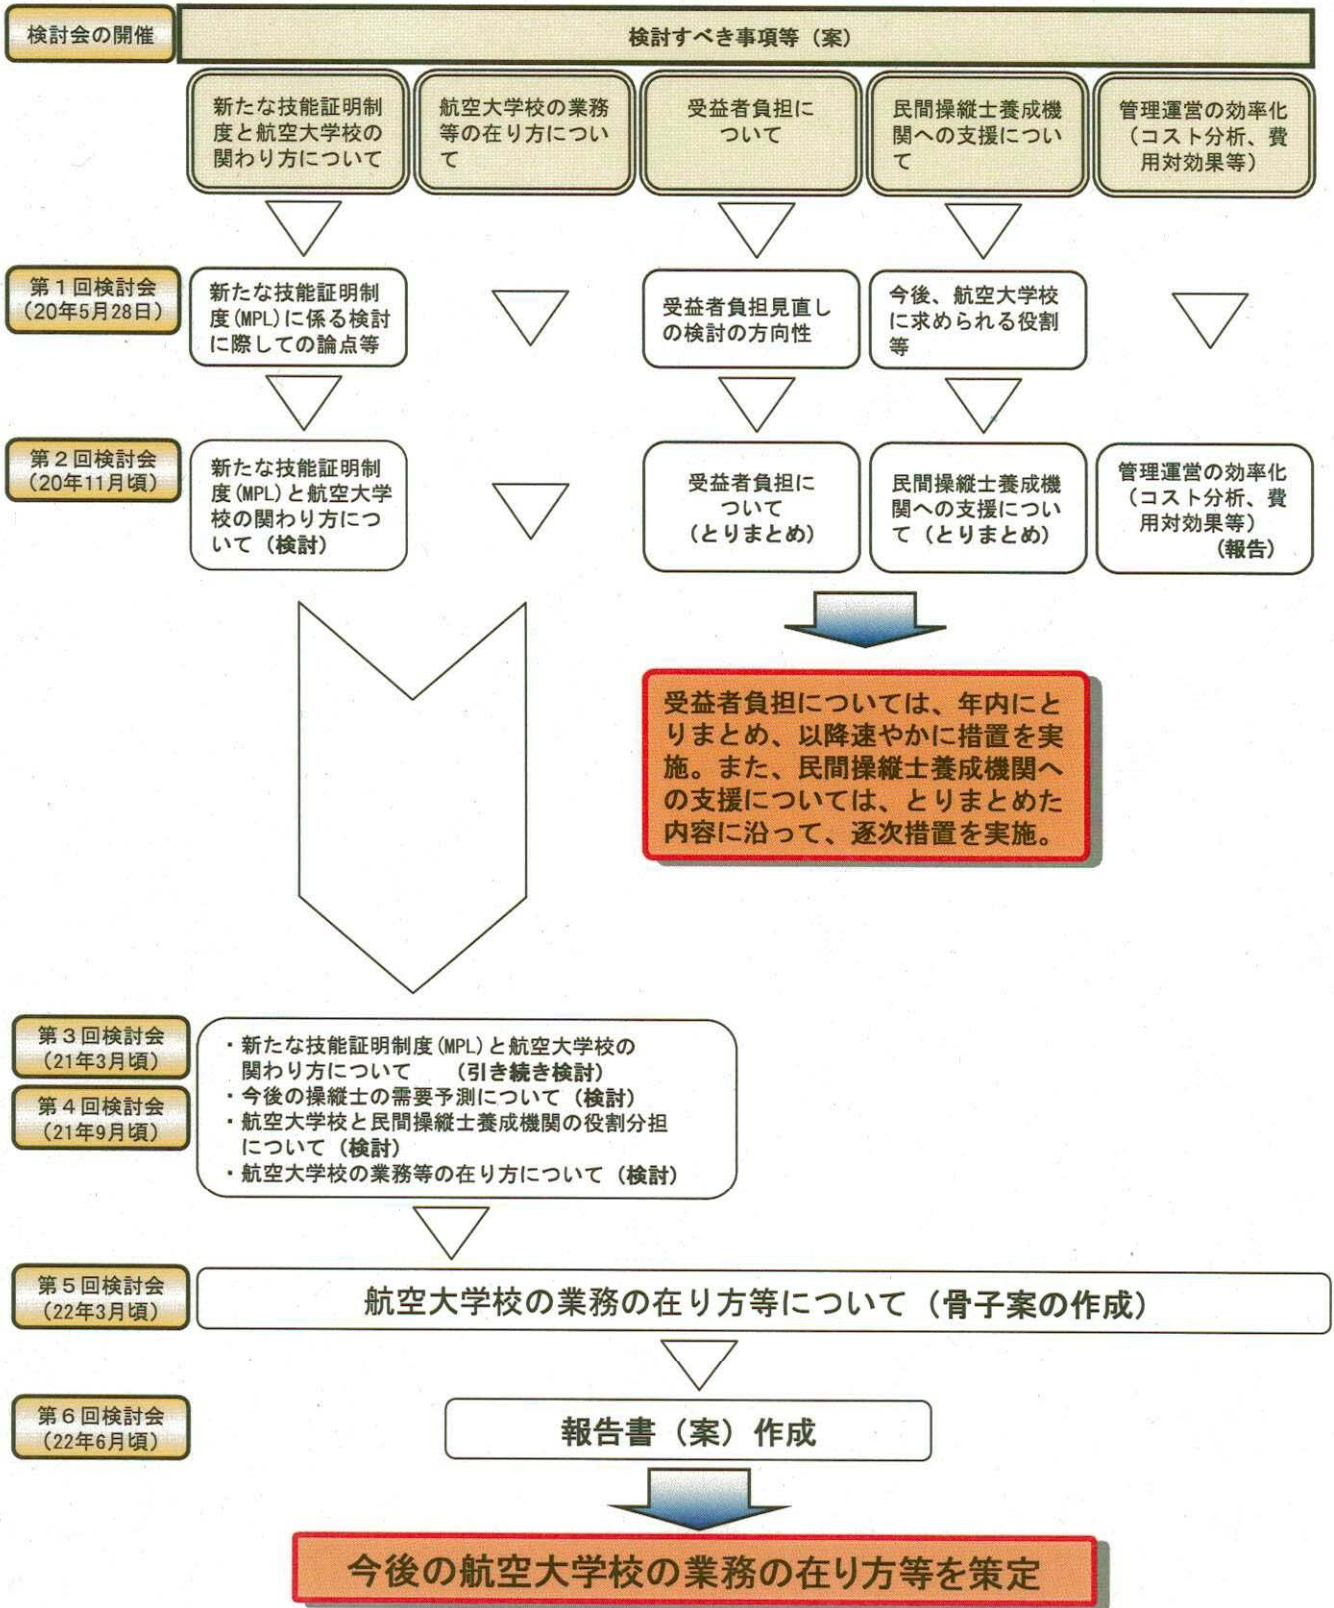 検討会の開催
検討すべき事項等（案）
新たな技能証明制
度と航空大学校の
関わり方について
航空大学校の業務
等の在り方につい
て
受益者負担に
ついて
民間操縦士養成機
関への支援につい
て
管理運営の効率化
（コスト分析、費
用対効果等）
第１回検討会
（20年5月28日）
新たな技能証明制
度(MPL)に係る検討
に際しての論点等
受益者負担見直し
の検討の方向性
今後、航空大学校
に求められる役割
等
第２回検討会
（20年11月頃）
新たな技能証明制
度(MPL)と航空大学
校の関わり方につ
いて（検討）
受益者負担に
ついて
（とりまとめ）
民間操縦士養成機
関への支援につい
て（とりまとめ）
管理運営の効率化
（コスト分析、費
用対効果等）
（報告）
受益者負担については、年内にと
りまとめ、以降速やかに措置を実
施。また、民間操縦士養成機関へ
の支援については、とりまとめた
内容に沿って、逐次措置を実施。
第３回検討会
（21年3月頃）
第４回検討会
（21年9月頃）
・新たな技能証明制度(MPL)と航空大学校の
関わり方について　（引き続き検討）
・今後の操縦士の需要予測について（検討）
・航空大学校と民間操縦士養成機関の役割分担
について（検討）
・航空大学校の業務等の在り方について（検討）
第５回検討会
（22年3月頃）
航空大学校の業務の在り方等について（骨子案の作成）
第６回検討会
（22年6月頃）
報告書（案）作成
今後の航空大学校の業務の在り方等を策定